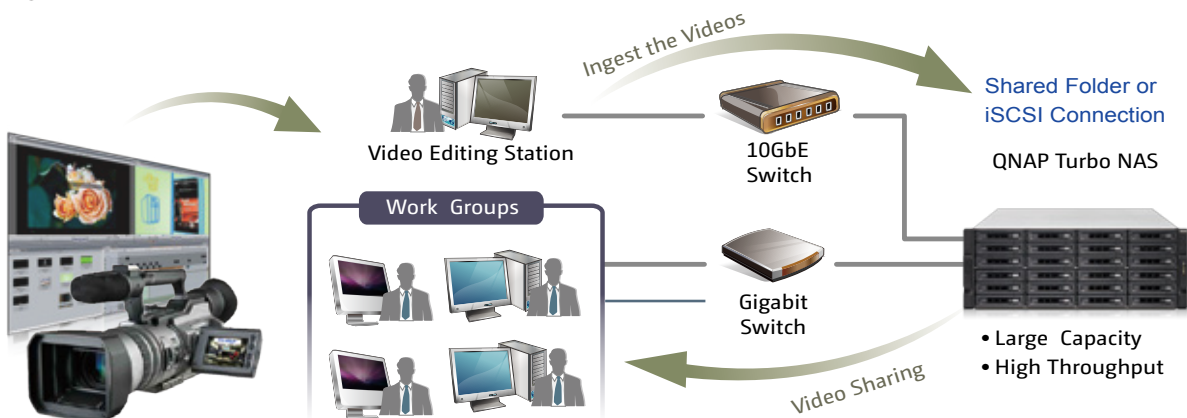 Ingest the Videos
Shared Folder or
iSCSI Connection
QNAP Turbo NAS
Video Editing Station
10GbE
Switch
Work Groups
Gigabit
Switch
• Large Capacity
• High Throughput
Video Sharing